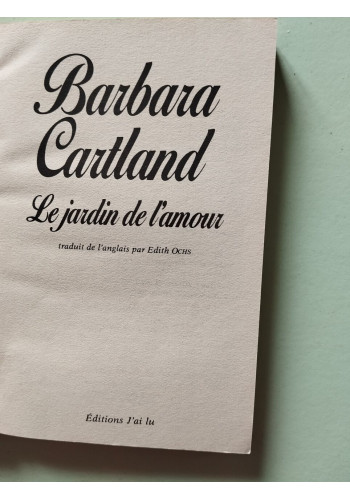 Barbara
Cartland
Le jardin de l'amour
traduit de l'anglais par Edith OCHS
Éditions J'ai lu